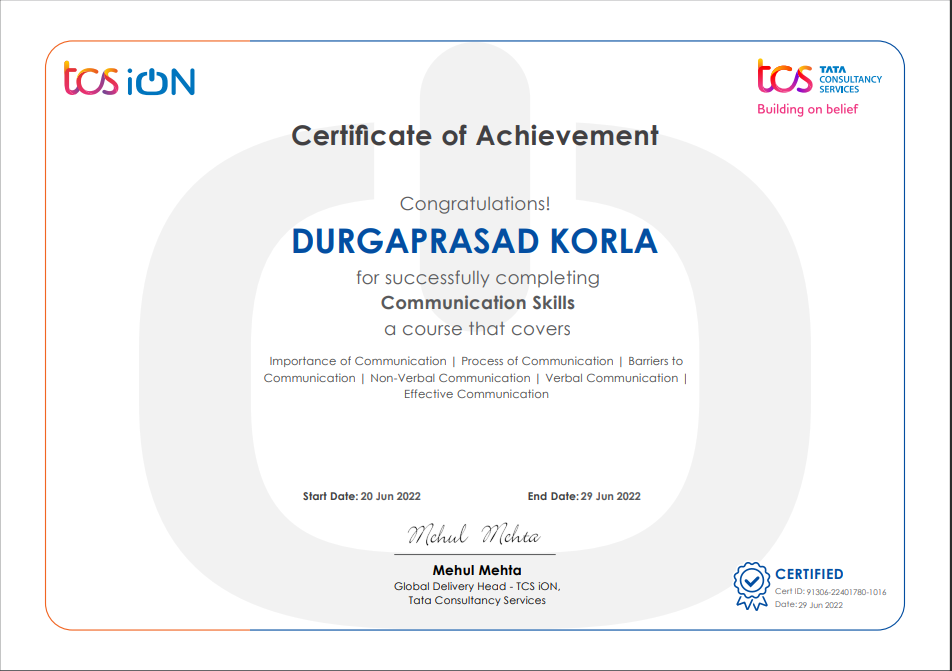 tcs iON
tcs TATA
CONSULTANCY
SERVICES
Building on belief
Certificate of Achievement
Congratulations!
DURGAPRASAD KORLA
for successfully completing
Communication Skills
a course that covers
Importance of Communication | Process of Communication | Barriers to
Communication | Non-Verbal Communication | Verbal Communication |
Effective Communication
Start Date: 20 Jun 2022 End Date: 29 Jun 2022
Mehul Mehta
Mehul Mehta
Global Delivery Head - TCS iON,
Tata Consultancy Services
CERTIFIED
Cert ID: 91306-22401780-1016
Date: 29 Jun 2022